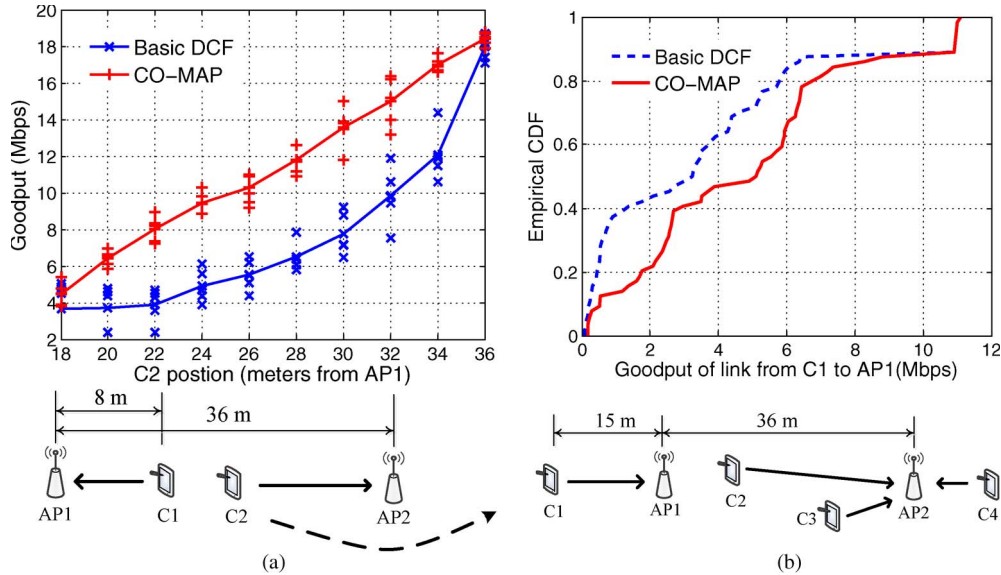 20
18
16
14
12
10
8
6
4
2
Goodput (Mbps)
Basic DCF
CO−MAP
18 20 22 24 26 28 30 32 34 36
C2 postion (meters from AP1)
8 m
36 m
AP1
C1
C2
AP2
(a)
1
0.8
0.6
0.4
0.2
0
Empirical CDF
Basic DCF
CO−MAP
0 2 4 6 8 10 12
Goodput of link from C1 to AP1(Mbps)
15 m
36 m
C1
AP1
C2
C3
AP2
C4
(b)